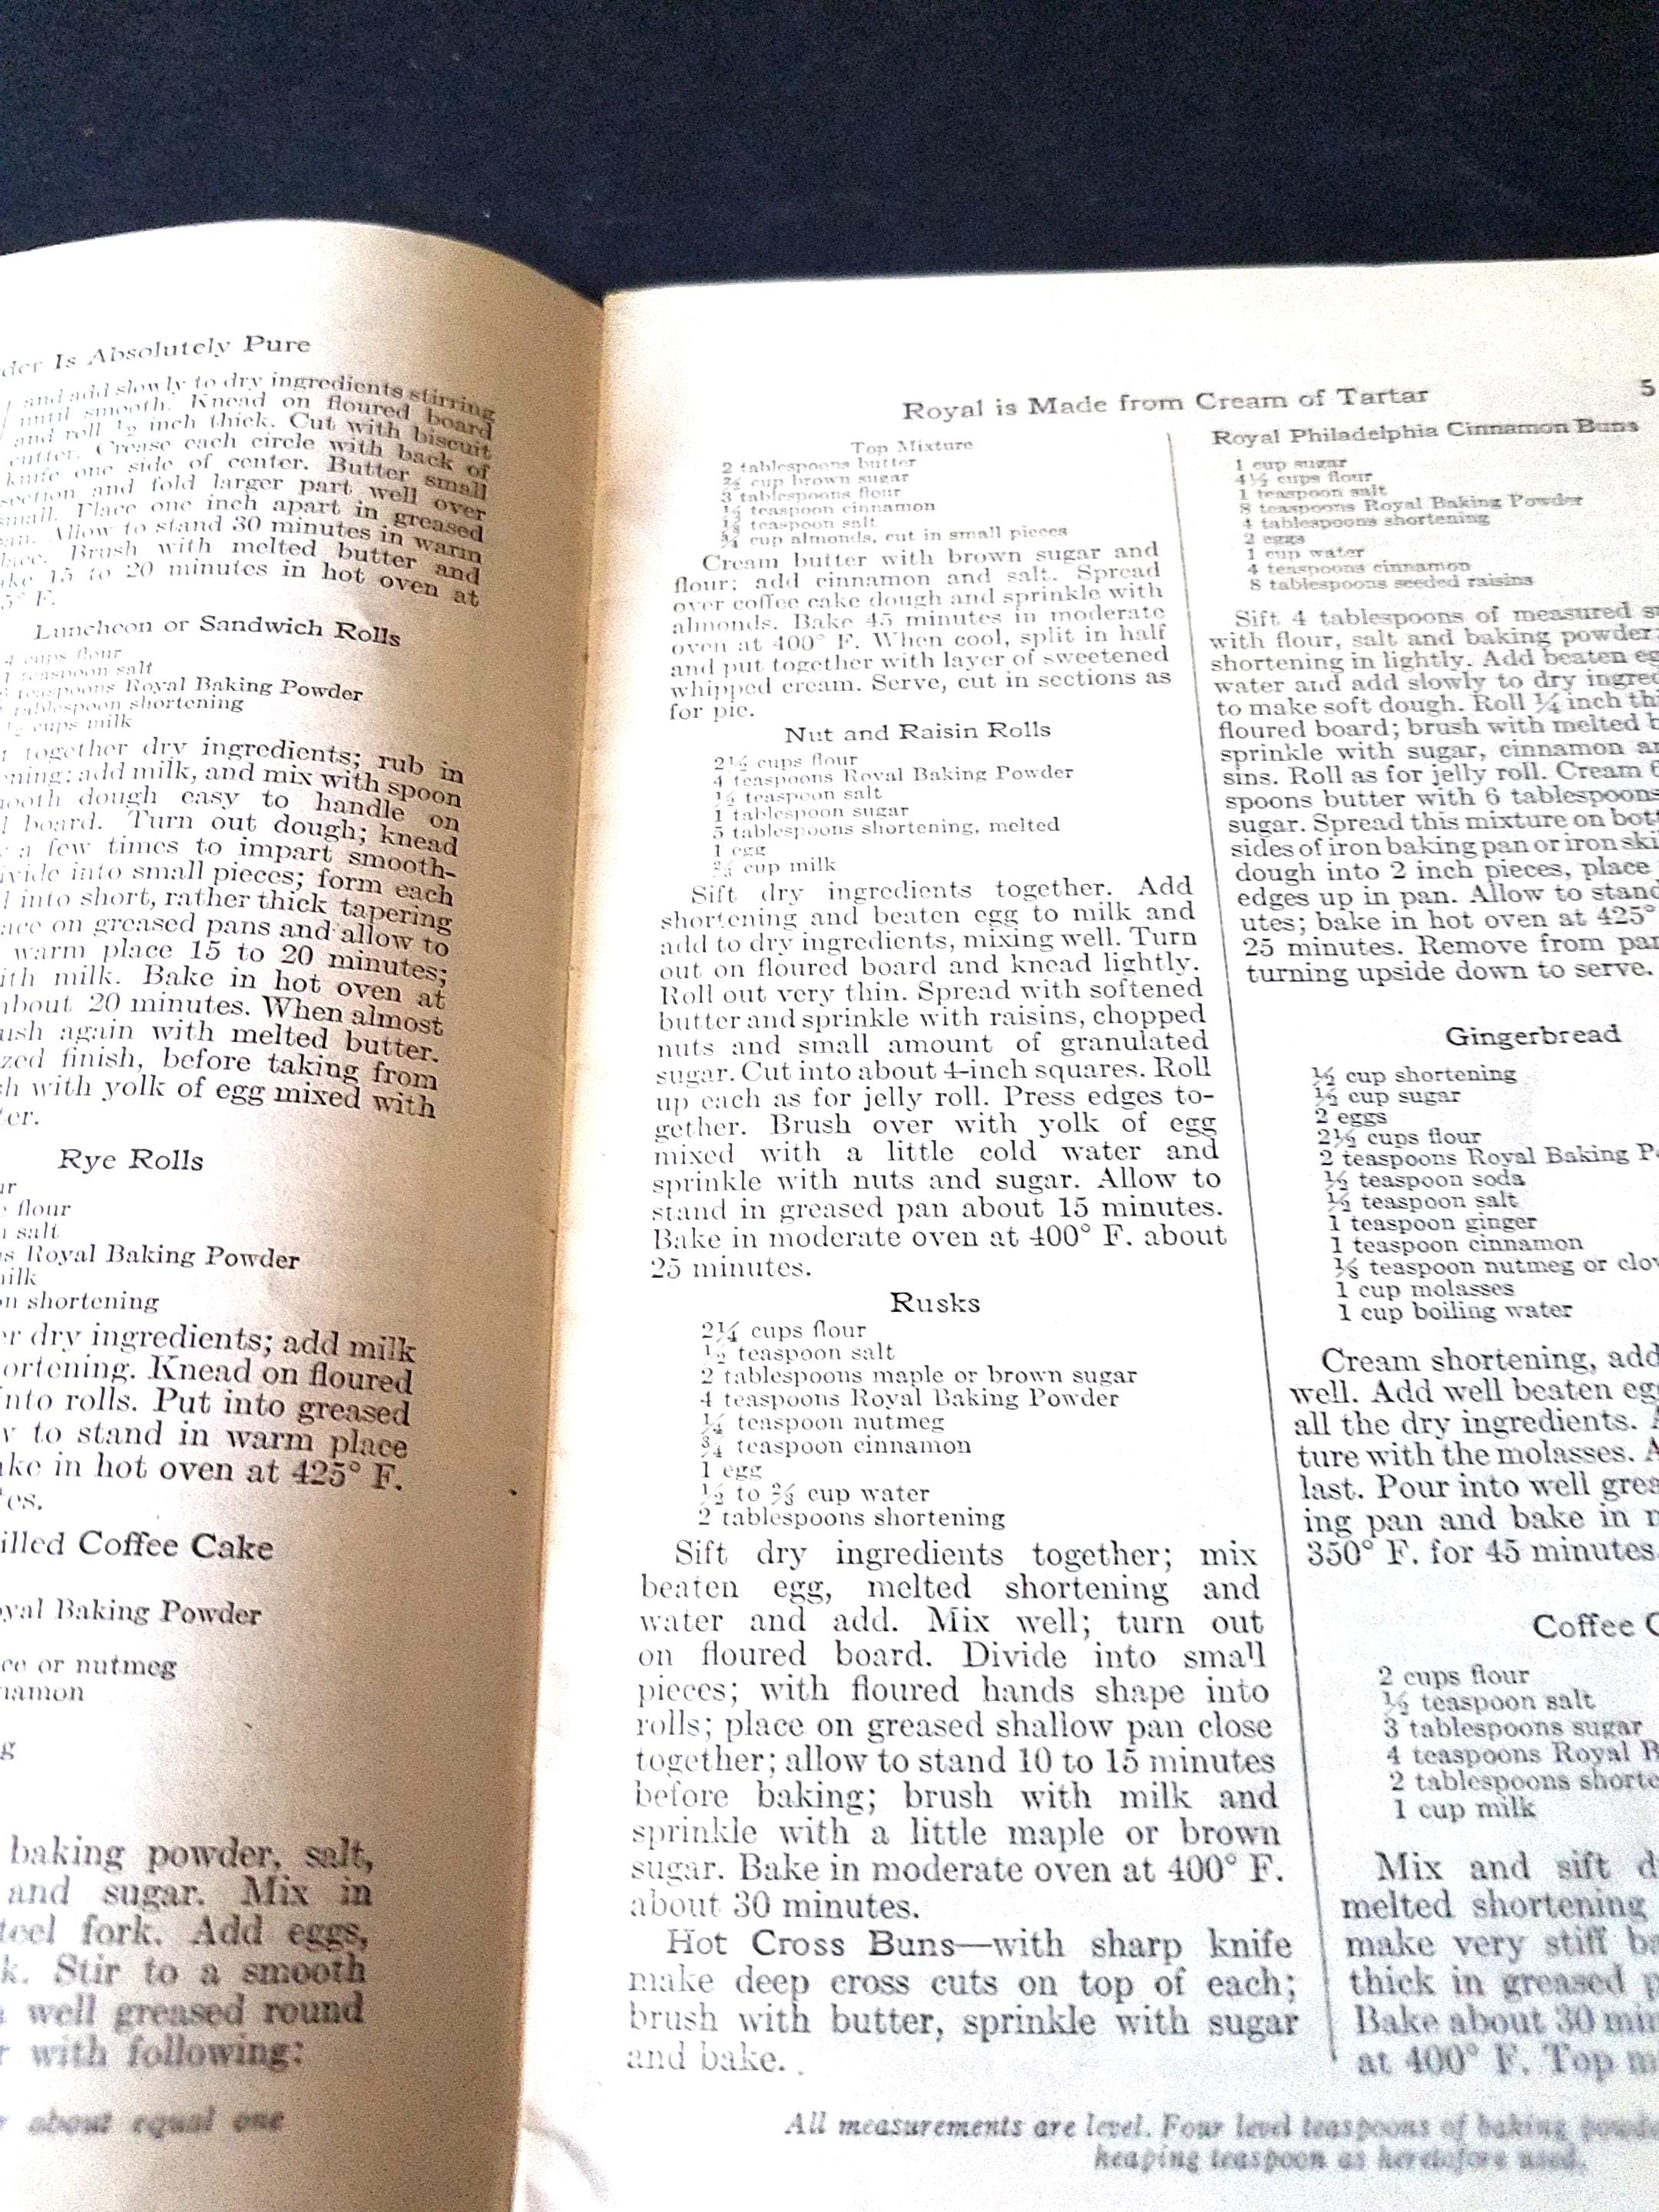 der Is Absolutely Pure
and add slowly to dry ingredients stirring
until smooth. Knead on floured board
and roll ½ inch thick. Cut with biscuit
cutter. Crease each circle with back of
knife one side of center. Butter small
section and fold larger part well over
small. Place one inch apart in greased
an. Allow to stand 30 minutes in warm
lace. Brush with melted butter and
ake 15 to 20 minutes in hot oven at
5° F.
Luncheon or Sandwich Rolls
4 cups flour
1 teaspoon salt
teaspoons Royal Baking Powder
tablespoon shortening
½ cups milk
t together dry ingredients; rub in
ening; add milk, and mix with spoon
ooth dough easy to handle on
l board. Turn out dough; knead
a few times to impart smooth-
ivide into small pieces; form each
l into short, rather thick tapering
ace on greased pans and allow to
warm place 15 to 20 minutes;
ith milk. Bake in hot oven at
about 20 minutes. When almost
ush again with melted butter.
zed finish, before taking from
h with yolk of egg mixed with
er.
Rye Rolls
ur
flour
salt
s Royal Baking Powder
milk
n shortening
er dry ingredients; add milk
ortening. Knead on floured
into rolls. Put into greased
w to stand in warm place
ake in hot oven at 425° F.
es.
illed Coffee Cake
oyal Baking Powder
ce or nutmeg
namon
g
baking powder, salt,
and sugar. Mix in
teel fork. Add eggs,
k. Stir to a smooth
well greased round
r with following:
about equal one
Royal is Made from Cream of Tartar 5
Top Mixture
2 tablespoons butter
⅔ cup brown sugar
3 tablespoons flour
½ teaspoon cinnamon
⅛ teaspoon salt
¾ cup almonds, cut in small pieces
Cream butter with brown sugar and
flour; add cinnamon and salt. Spread
over coffee cake dough and sprinkle with
almonds. Bake 45 minutes in moderate
oven at 400° F. When cool, split in half
and put together with layer of sweetened
whipped cream. Serve, cut in sections as
for pie.
Nut and Raisin Rolls
2½ cups flour
4 teaspoons Royal Baking Powder
½ teaspoon salt
1 tablespoon sugar
5 tablespoons shortening, melted
1 egg
⅔ cup milk
Sift dry ingredients together. Add
shortening and beaten egg to milk and
add to dry ingredients, mixing well. Turn
out on floured board and knead lightly.
Roll out very thin. Spread with softened
butter and sprinkle with raisins, chopped
nuts and small amount of granulated
sugar. Cut into about 4-inch squares. Roll
up each as for jelly roll. Press edges to-
gether. Brush over with yolk of egg
mixed with a little cold water and
sprinkle with nuts and sugar. Allow to
stand in greased pan about 15 minutes.
Bake in moderate oven at 400° F. about
25 minutes.
Rusks
2¼ cups flour
½ teaspoon salt
2 tablespoons maple or brown sugar
4 teaspoons Royal Baking Powder
¼ teaspoon nutmeg
¾ teaspoon cinnamon
1 egg
½ to ⅔ cup water
2 tablespoons shortening
Sift dry ingredients together; mix
beaten egg, melted shortening and
water and add. Mix well; turn out
on floured board. Divide into small
pieces; with floured hands shape into
rolls; place on greased shallow pan close
together; allow to stand 10 to 15 minutes
before baking; brush with milk and
sprinkle with a little maple or brown
sugar. Bake in moderate oven at 400° F.
about 30 minutes.
Hot Cross Buns—with sharp knife
make deep cross cuts on top of each;
brush with butter, sprinkle with sugar
and bake.
Royal Philadelphia Cinnamon Buns
1 cup sugar
4½ cups flour
1 teaspoon salt
8 teaspoons Royal Baking Powder
4 tablespoons shortening
2 eggs
1 cup water
4 teaspoons cinnamon
8 tablespoons seeded raisins
Sift 4 tablespoons of measured su
with flour, salt and baking powder;
shortening in lightly. Add beaten eg
water and add slowly to dry ingred
to make soft dough. Roll ¼ inch thi
floured board; brush with melted b
sprinkle with sugar, cinnamon an
sins. Roll as for jelly roll. Cream 6
spoons butter with 6 tablespoons
sugar. Spread this mixture on bott
sides of iron baking pan or iron ski
dough into 2 inch pieces, place
edges up in pan. Allow to stand
utes; bake in hot oven at 425°
25 minutes. Remove from pan
turning upside down to serve.
Gingerbread
½ cup shortening
½ cup sugar
2 eggs
2½ cups flour
2 teaspoons Royal Baking Po
½ teaspoon soda
½ teaspoon salt
1 teaspoon ginger
1 teaspoon cinnamon
⅛ teaspoon nutmeg or clov
1 cup molasses
1 cup boiling water
Cream shortening, add
well. Add well beaten egg
all the dry ingredients. A
ture with the molasses. A
last. Pour into well grea
ing pan and bake in m
350° F. for 45 minutes.
Coffee C
2 cups flour
½ teaspoon salt
3 tablespoons sugar
4 teaspoons Royal B
2 tablespoons shorte
1 cup milk
Mix and sift d
melted shortening
make very stiff ba
thick in greased p
Bake about 30 min
at 400° F. Top m
All measurements are level. Four level teaspoons of baking powde
heaping teaspoon as heretofore used.